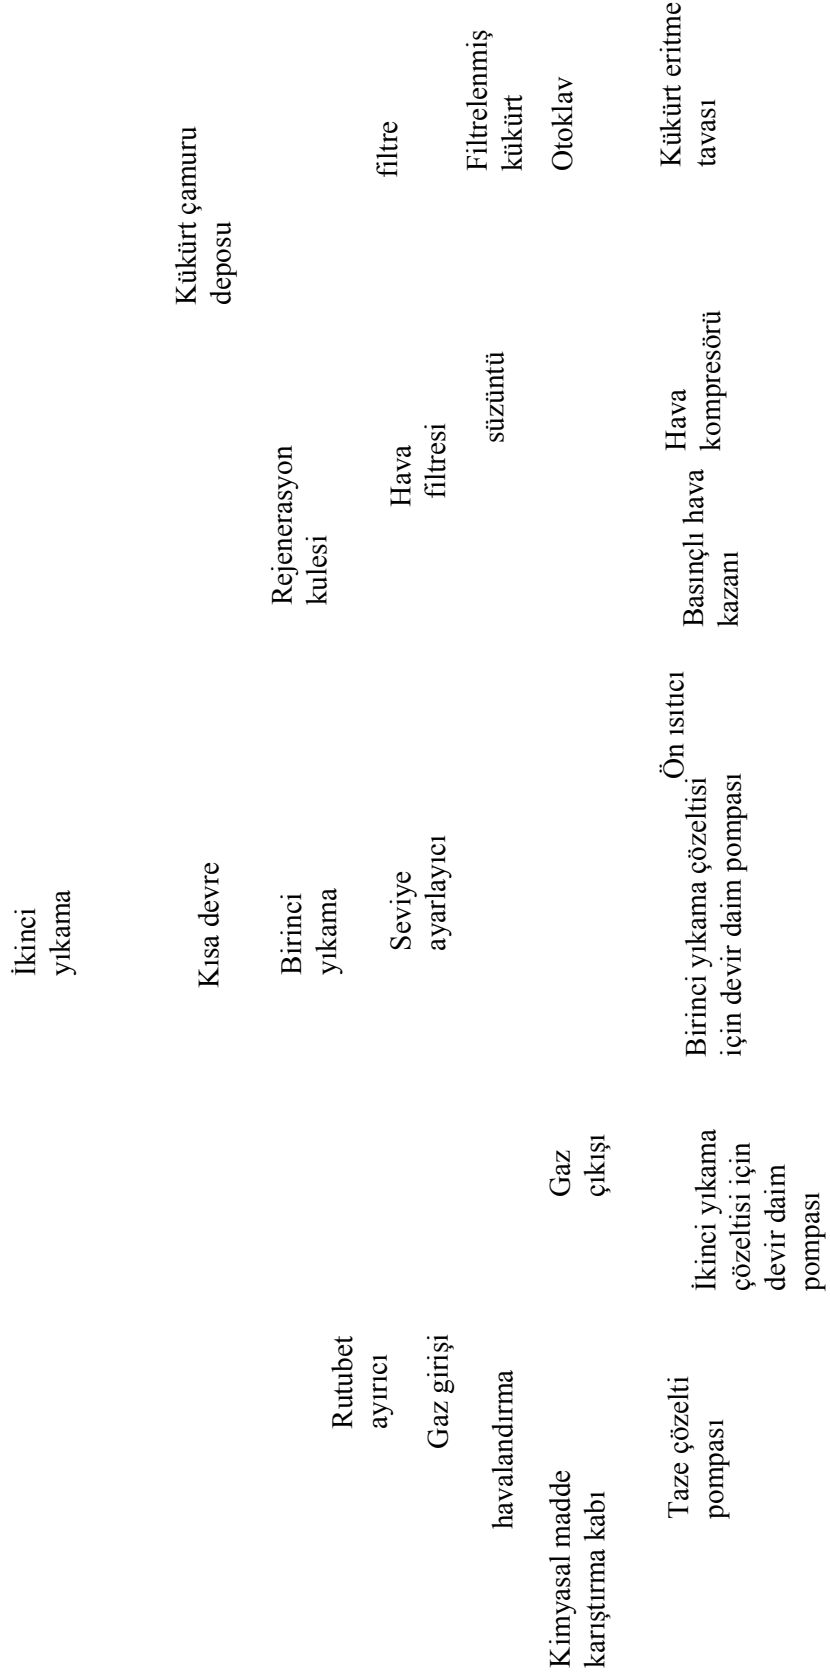 İkinci
yıkama
Kükürt çamuru
deposu
Kısa devre
Rejenerasyon
kulesi
Birinci
yıkama
Rutubet
ayırıcı
filtre
Hava
filtresi
Seviye
ayarlayıcı
Gaz girişi
Filtrelenmiş
kükürt
süzüntü
havalandırma
Otoklav
Gaz
çıkışı
Kimyasal madde
karıştırma kabı
Kükürt eritme
tavası
Hava
kompresörü
Basınçlı hava
kazanı
Ön ısıtıcı
Birinci yıkama çözeltisi
için devir daim pompası
İkinci yıkama
çözeltisi için
devir daim
pompası
Taze çözelti
pompası